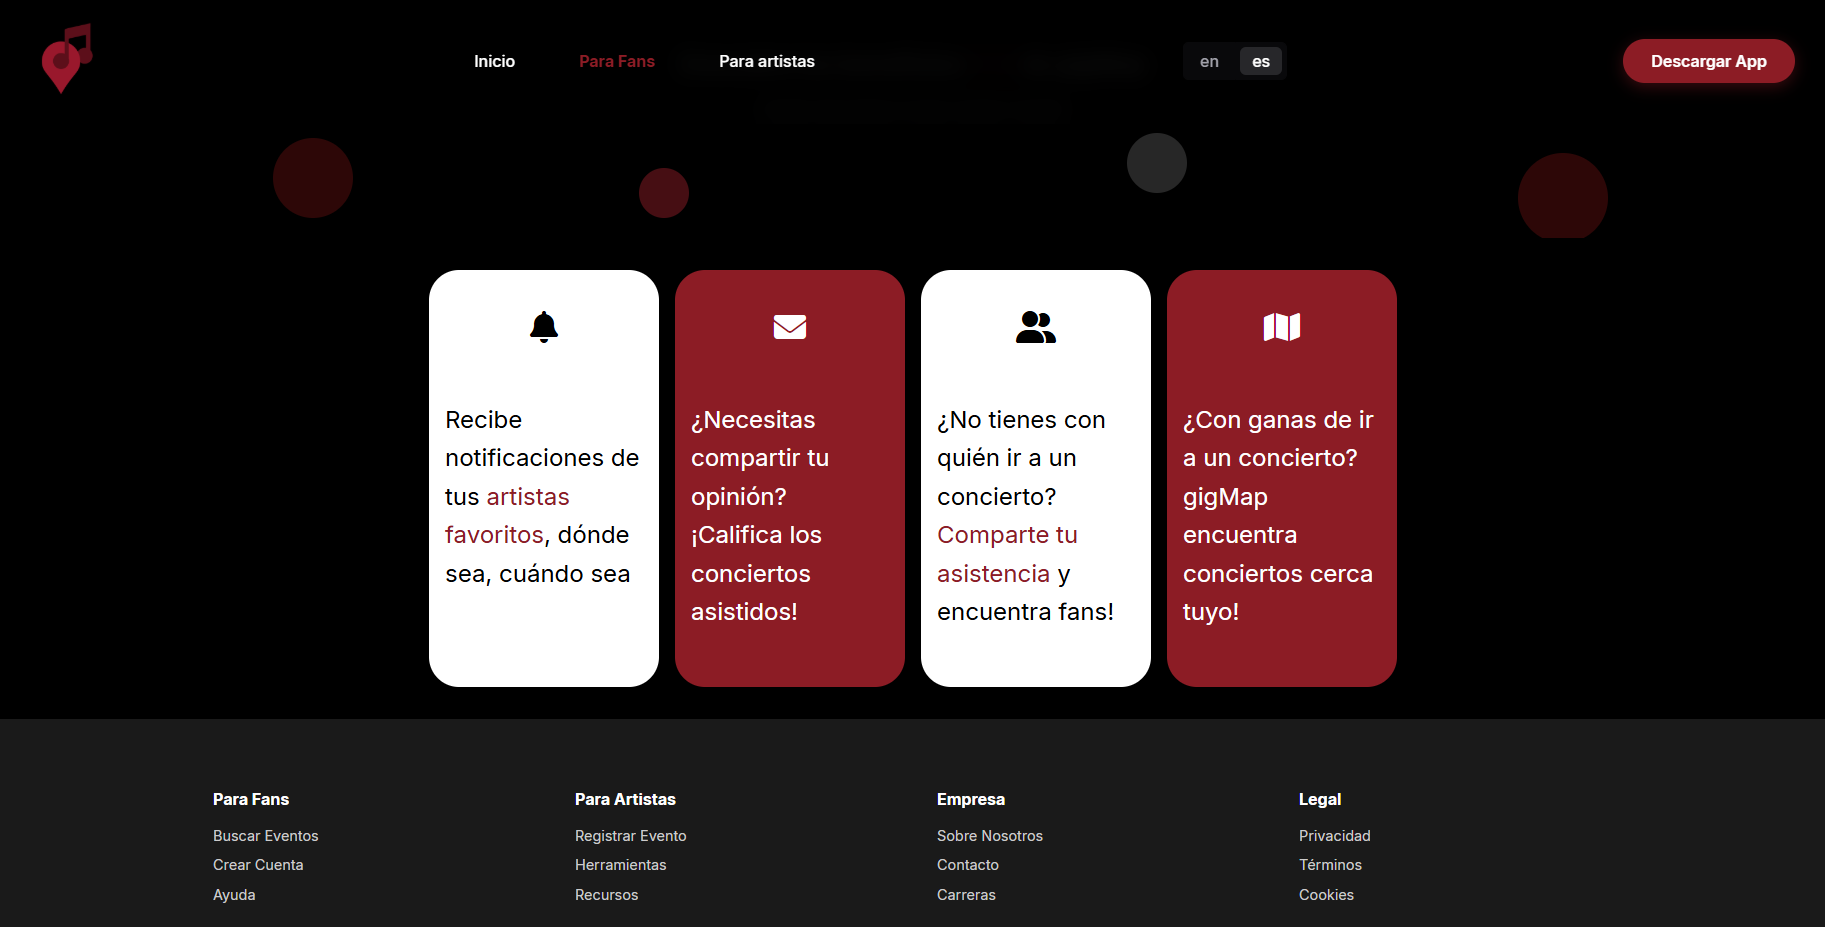 Inicio
Para Fans
Para artistas
en
es
Descargar App
Recibe
notificaciones de
tus artistas
favoritos, dónde
sea, cuándo sea
¿Necesitas
compartir tu
opinión?
¡Califica los
conciertos
asistidos!
¿No tienes con
quién ir a un
concierto?
Comparte tu
asistencia y
encuentra fans!
¿Con ganas de ir
a un concierto?
gigMap
encuentra
conciertos cerca
tuyo!
Para Fans
Buscar Eventos
Crear Cuenta
Ayuda
Para Artistas
Registrar Evento
Herramientas
Recursos
Empresa
Sobre Nosotros
Contacto
Carreras
Legal
Privacidad
Términos
Cookies